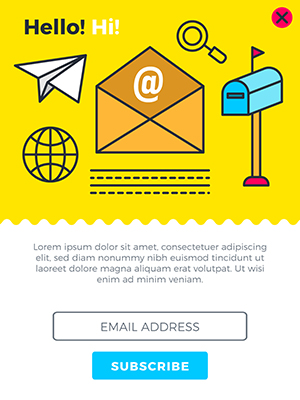 Hello! Hi!
@
Lorem ipsum dolor sit amet, consectetuer adipiscing
elit, sed diam nonummy nibh euismod tincidunt ut
laoreet dolore magna aliquam erat volutpat. Ut wisi
enim ad minim veniam.
EMAIL ADDRESS
SUBSCRIBE